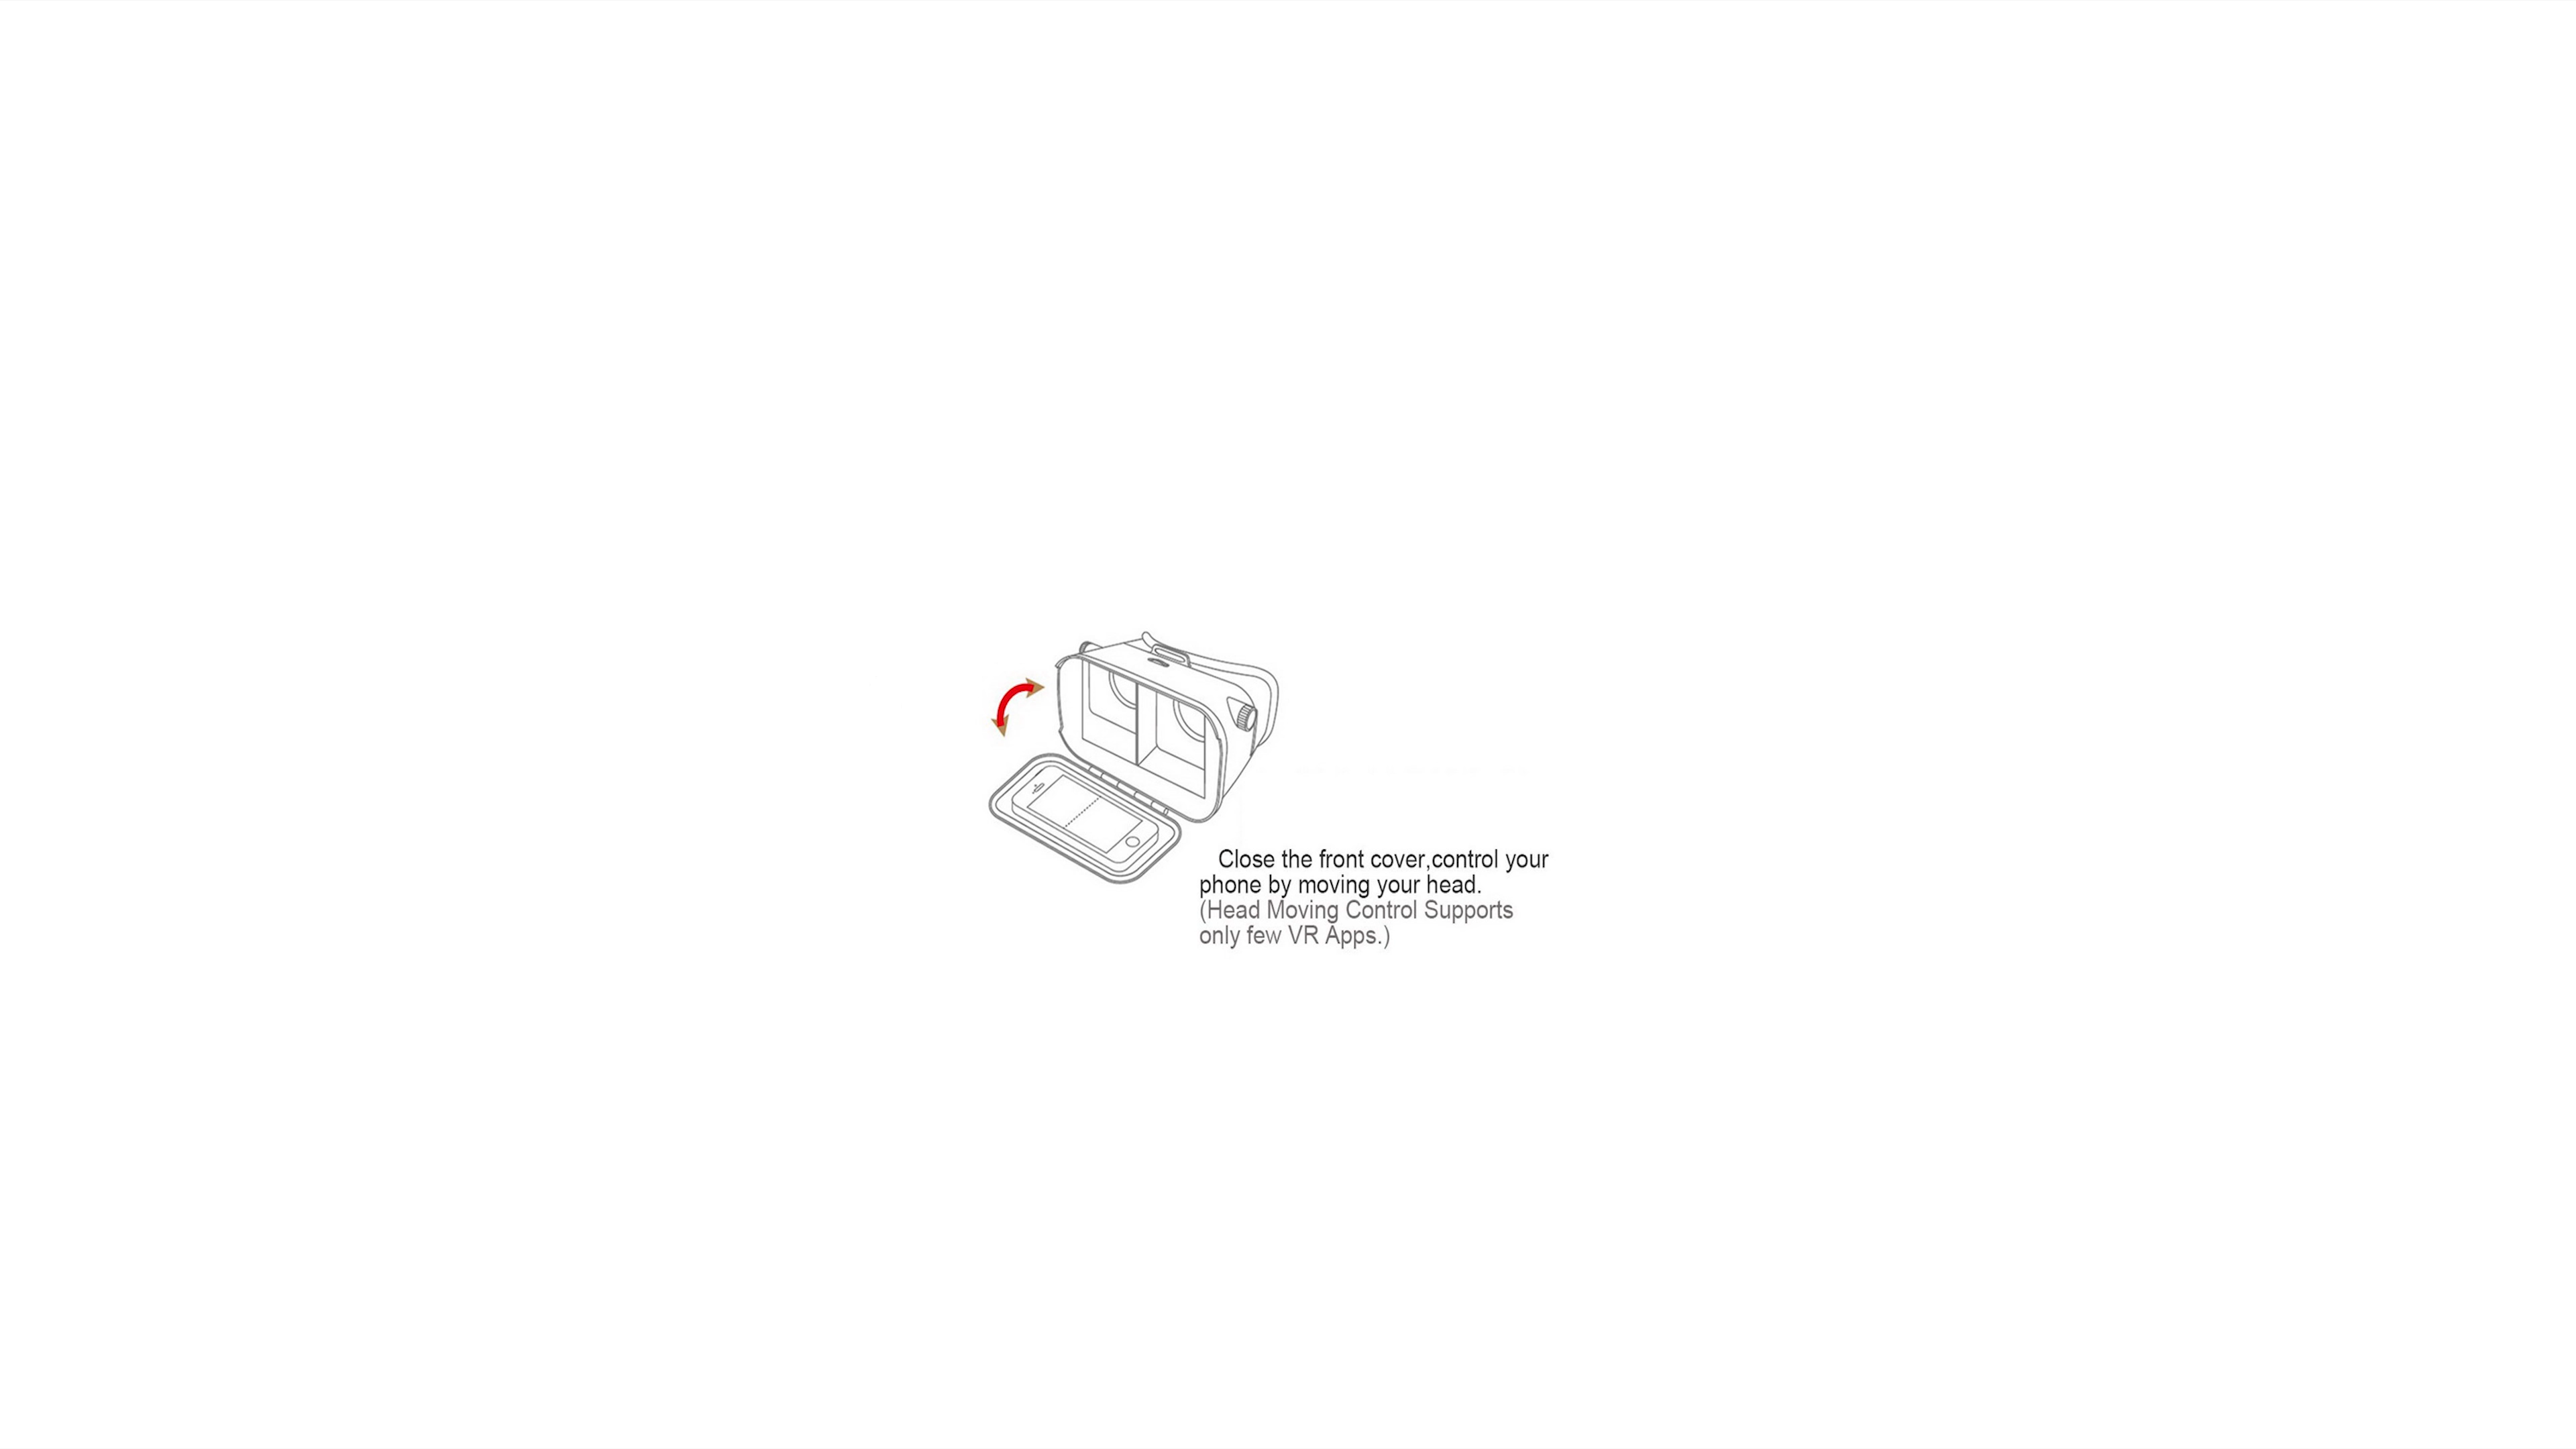 Close the front cover,control your
phone by moving your head.
(Head Moving Control Supports
only few VR Apps.)